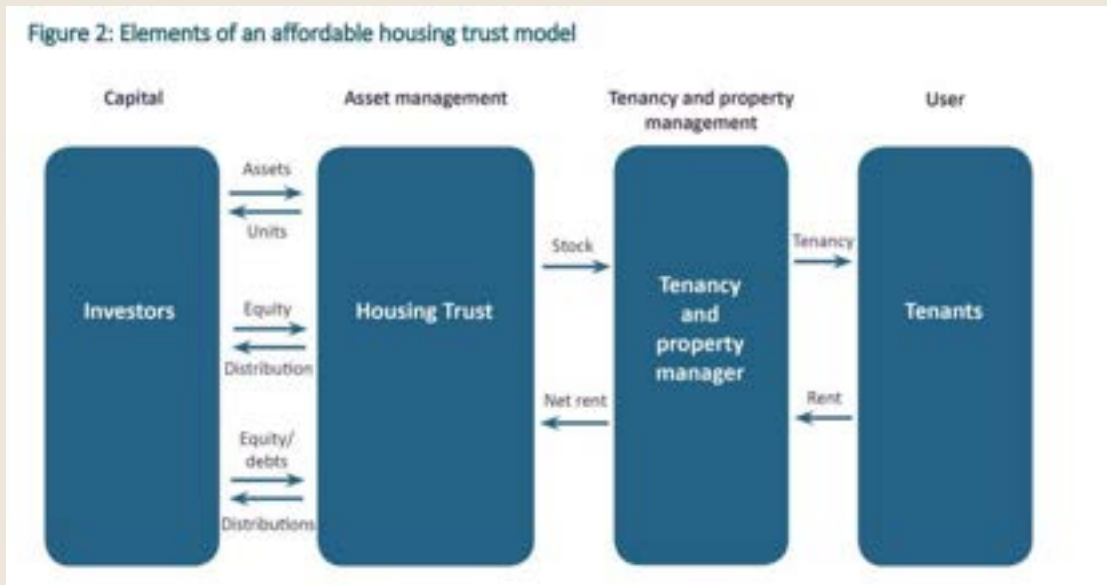 Figure 2: Elements of an affordable housing trust model
Capital
Asset management
Tenancy and property
management
User
Investors
Assets
Units
Equity
Distribution
Equity/
debts
Distributions
Housing Trust
Stock
Net rent
Tenancy
and
property
manager
Tenancy
Rent
Tenants